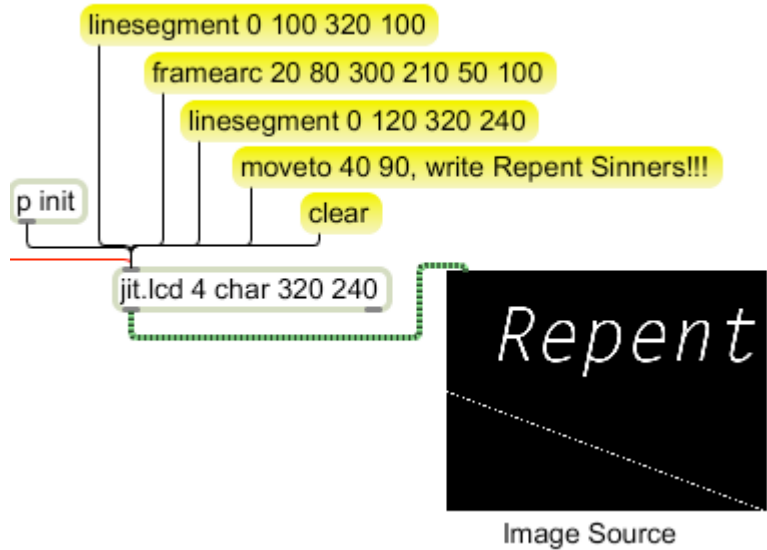 linesegment 0 100 320 100
framearc 20 80 300 210 50 100
linesegment 0 120 320 240
moveto 40 90, write Repent Sinners!!!
p init
clear
jit.lcd 4 char 320 240
Repent
Image Source